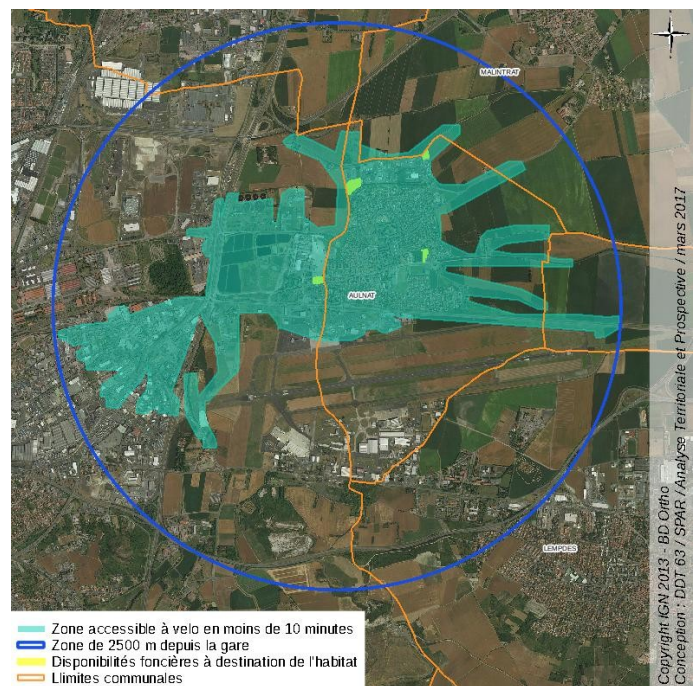 MALINTRAT
AULNAT
LEMPDES
Zone accessible à velo en moins de 10 minutes
Zone de 2500 m depuis la gare
Disponibilités foncières à destination de l'habitat
Llimites communales
Copyright IGN 2013 - BD Ortho
Conception : DDT 63 / SPAR / Analyse Territoriale et Prospective / mars 2017